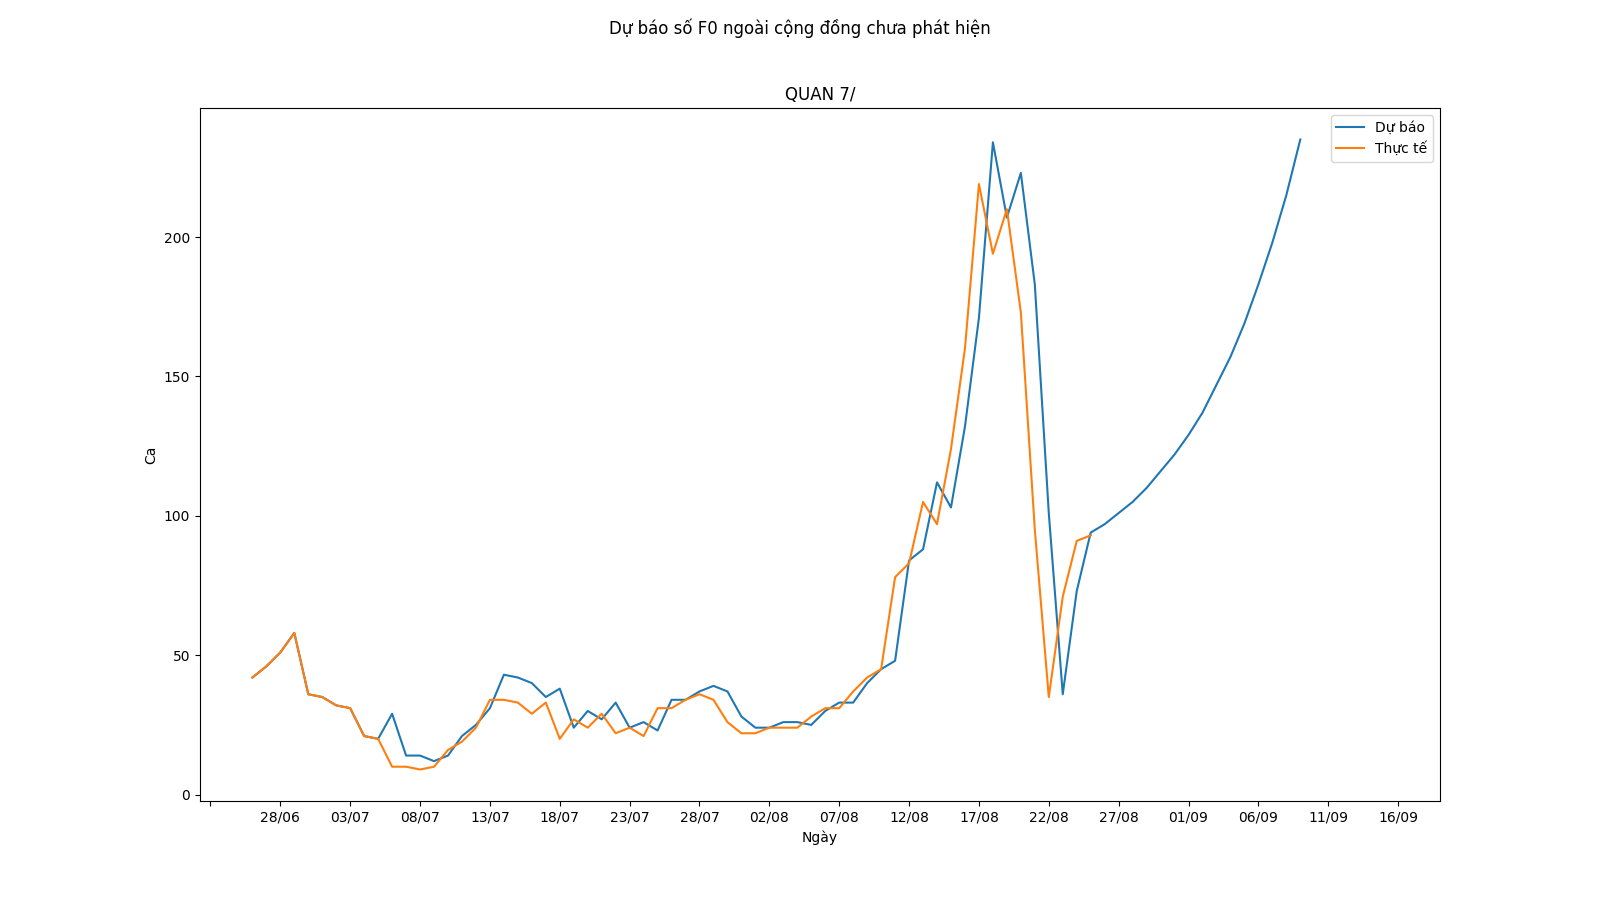 Dự báo số F0 ngoài cộng đồng chưa phát hiện
QUAN 7/
Dự báo
Thực tế
200
150
100
50
0
Ca
28/06 03/07 08/07 13/07 18/07 23/07 28/07 02/08 07/08 12/08 17/08 22/08 27/08 01/09 06/09 11/09 16/09
Ngày